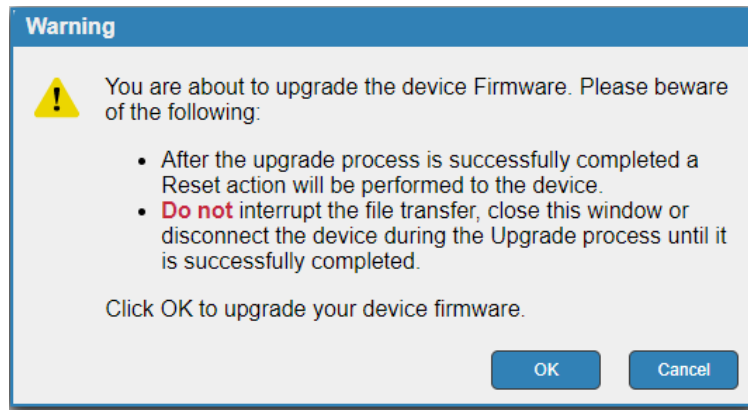 Warning
You are about to upgrade the device Firmware. Please beware
of the following:
• After the upgrade process is successfully completed a
Reset action will be performed to the device.
• Do not interrupt the file transfer, close this window or
disconnect the device during the Upgrade process until it
is successfully completed.
Click OK to upgrade your device firmware.
OK Cancel